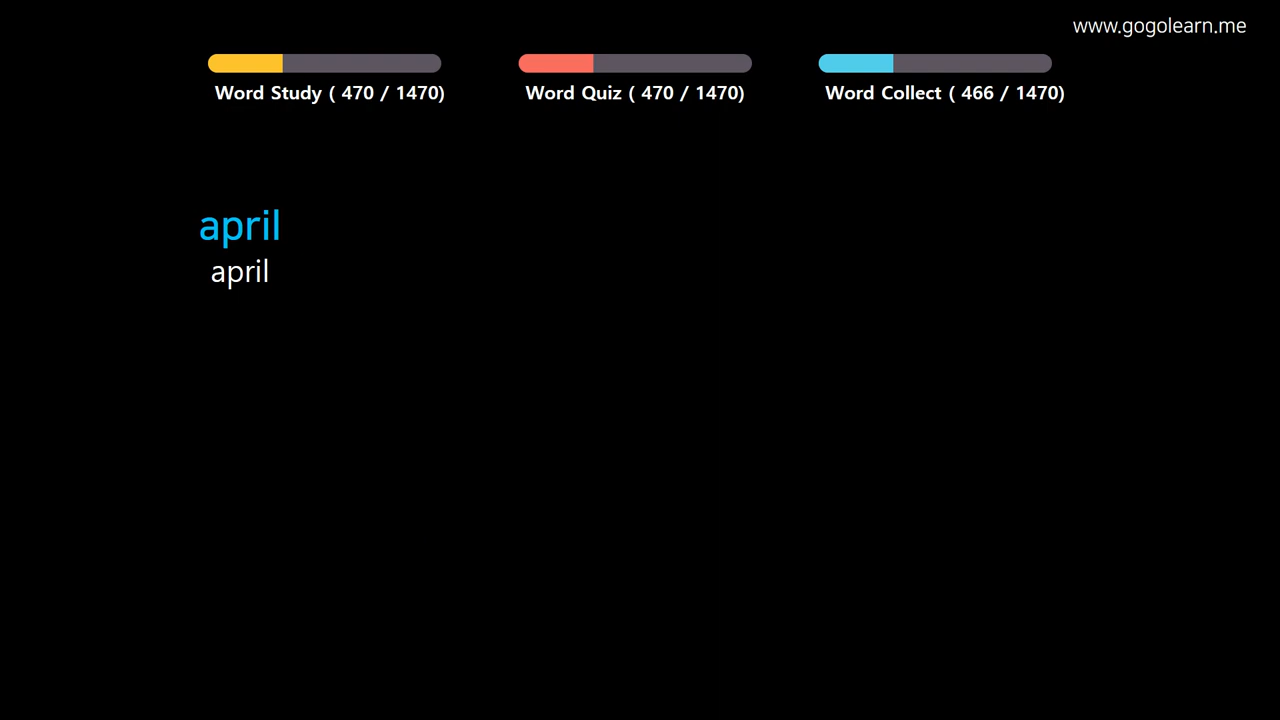 www.gogolearn.me
Word Study ( 470 / 1470)
Word Quiz ( 470 / 1470)
Word Collect ( 466 / 1470)
april
april